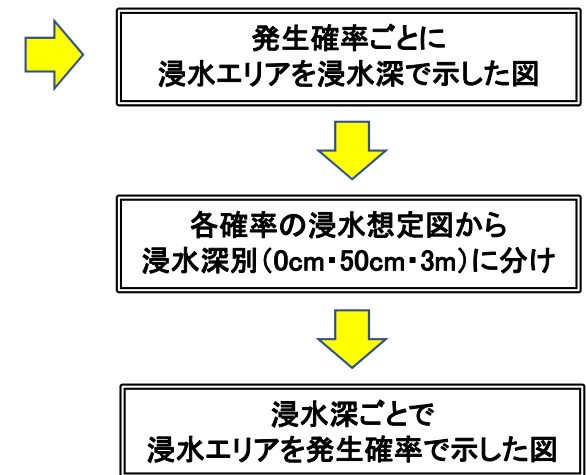 発生確率ごとに
浸水エリアを浸水深で示した図
各確率の浸水想定図から
浸水深別(0cm・50cm・3m)に分け
浸水深ごとで
浸水エリアを発生確率で示した図